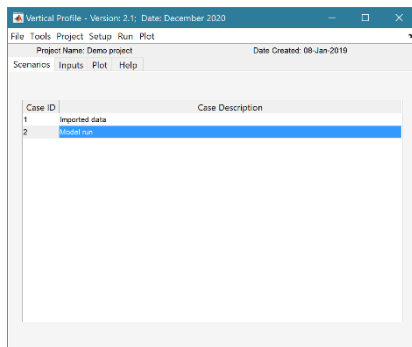 Vertical Profile - Version: 2.1; Date: December 2020
File Tools Project Setup Run Plot
Project Name: Demo project Date Created: 08-Jan-2019
Scenarios Inputs Plot Help
Case ID Case Description
1 Imported data
2 Model run